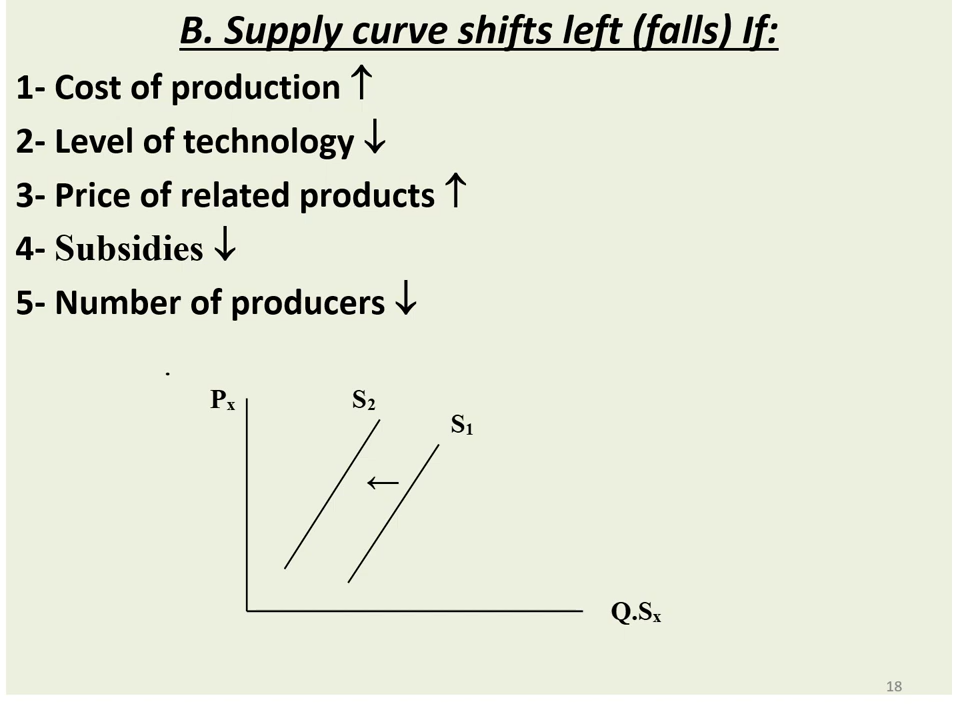 B. Supply curve shifts left (falls) If:
1- Cost of production ↑
2- Level of technology ↓
3- Price of related products ↑
4- Subsidies ↓
5- Number of producers ↓
.
Pₓ
S₂
S₁
←
Q.Sₓ
18